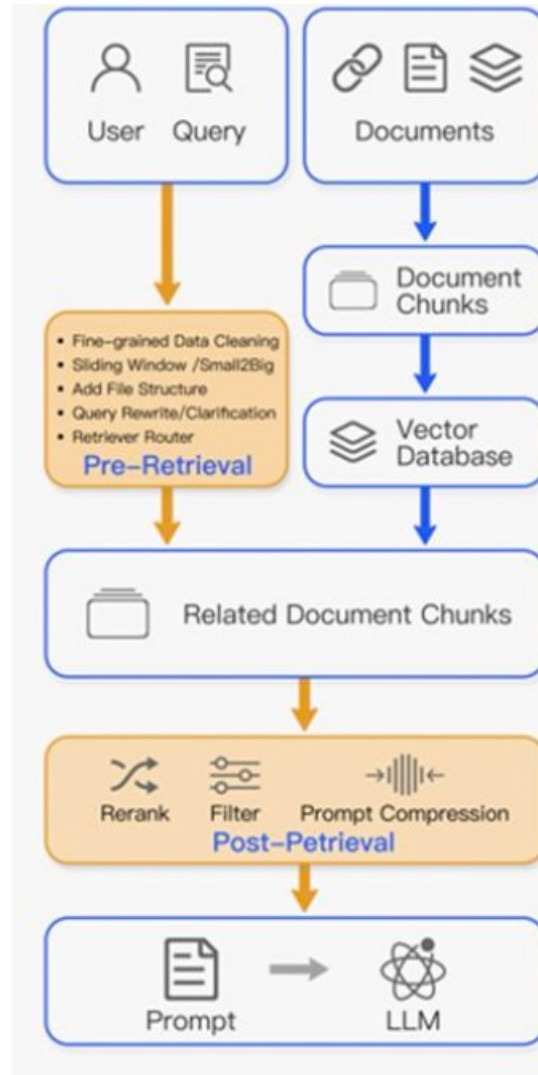 User Query
Documents
Document
Chunks
• Fine-grained Data Cleaning
• Sliding Window /Small2Big
• Add File Structure
• Query Rewrite/Clarification
• Retriever Router
Pre-Retrieval
Vector
Database
Related Document Chunks
Rerank Filter Prompt Compression
Post-Petrieval
Prompt LLM